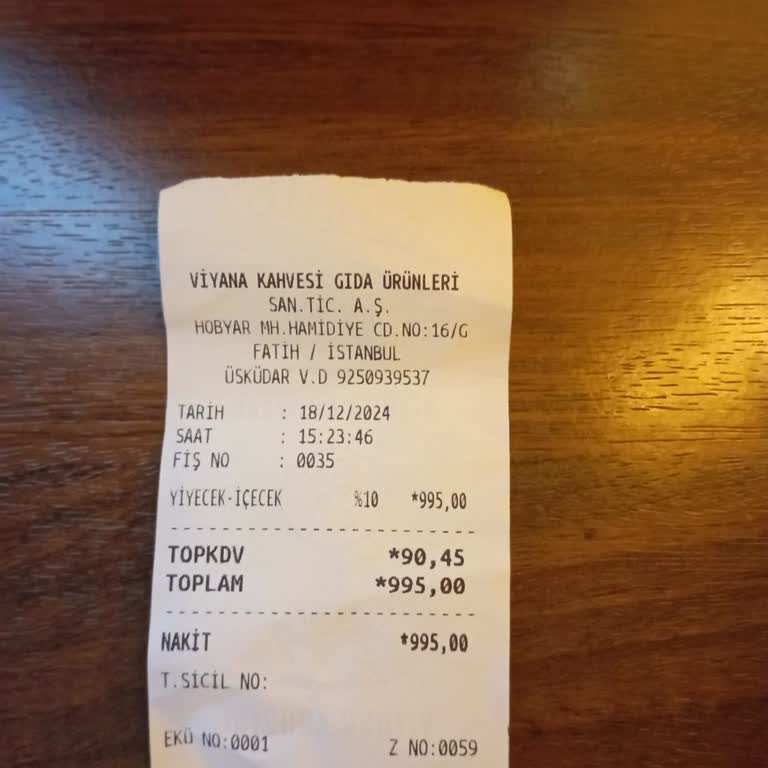 VİYANA KAHVESİ GIDA ÜRÜNLERİ
SAN.TİC. A.Ş.
HOBYAR MH.HAMİDİYE CD.NO:16/G
FATİH / İSTANBUL
ÜSKÜDAR V.D 9250939537
TARİH : 18/12/2024
SAAT : 15:23:46
FİŞ NO : 0035
YİYECEK-İÇECEK %10 *995,00
TOPKDV *90,45
TOPLAM *995,00
NAKİT *995,00
T.SİCİL NO:
EKÜ NO:0001 Z NO:0059